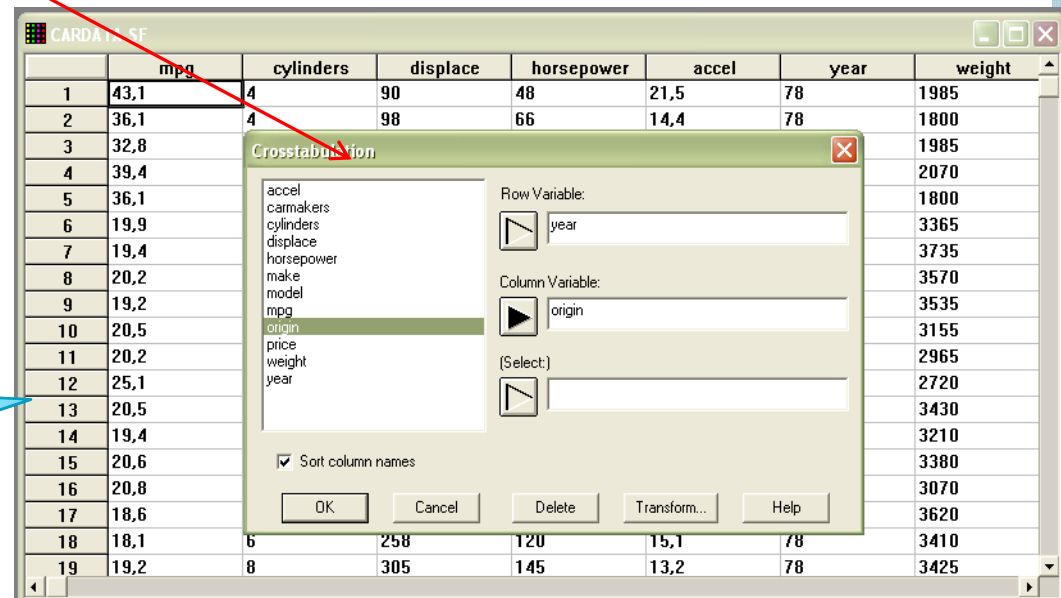 CARDATA.SF
mpg cylinders displace horsepower accel year weight
1 43,1 4 90 48 21,5 78 1985
2 36,1 4 98 66 14,4 78 1800
3 32,8 1985
4 39,4 2070
5 36,1 1800
6 19,9 3365
7 19,4 3735
8 20,2 3570
9 19,2 3535
10 20,5 3155
11 20,2 2965
12 25,1 2720
13 20,5 3430
14 19,4 3210
15 20,6 3380
16 20,8 3070
17 18,6 3620
18 18,1 6 258 120 15,1 78 3410
19 19,2 8 305 145 13,2 78 3425
Crosstabulation
accel
carmakers
cylinders
displace
horsepower
make
model
mpg
origin
price
weight
year
Row Variable:
year
Column Variable:
origin
(Select:)
Sort column names
OK Cancel Delete Transform... Help